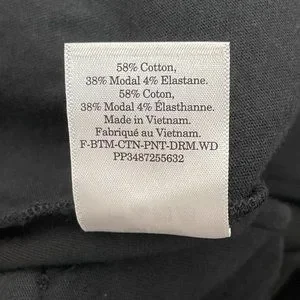 58% Cotton,
38% Modal 4% Elastane.
58% Coton,
38% Modal 4% Élasthanne.
Made in Vietnam.
Fabriqué au Vietnam.
F-BTM-CTN-PNT-DRM.WD
PP3487255632